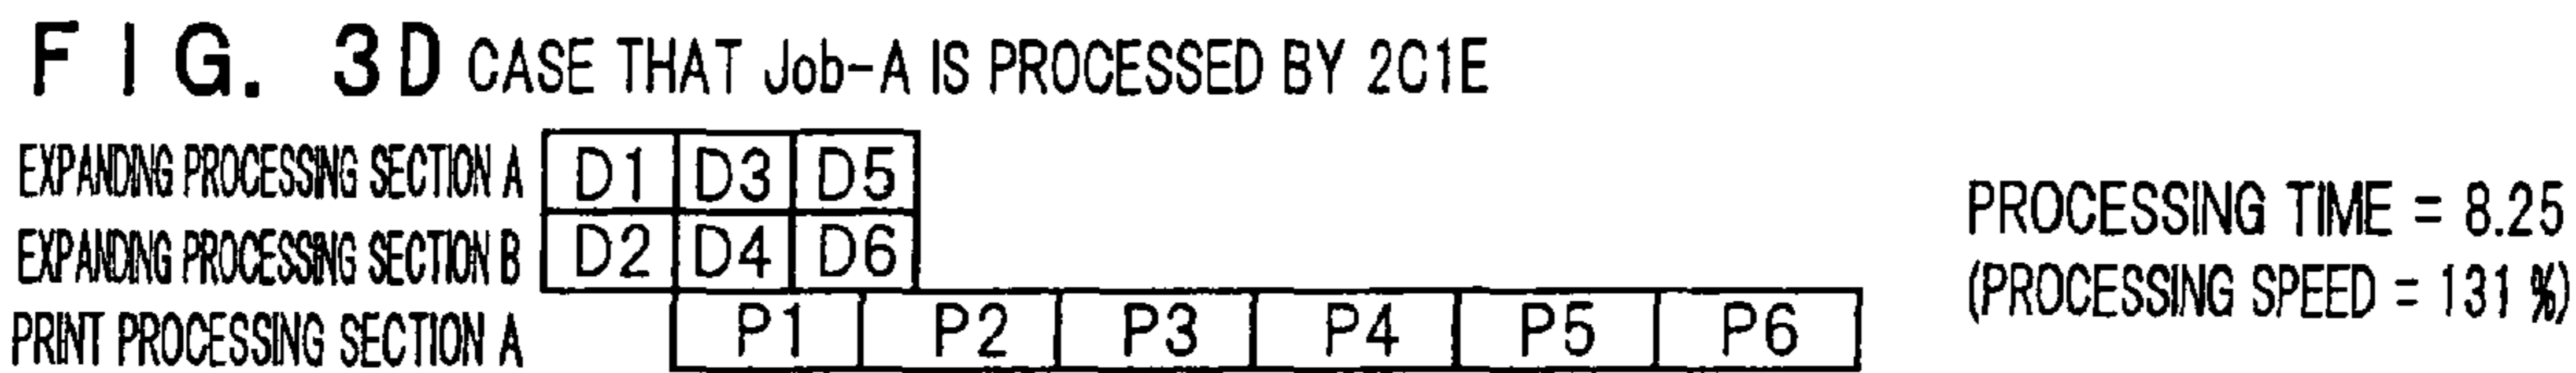 FIG. 3D CASE THAT Job-A IS PROCESSED BY 2C1E
EXPANDING PROCESSING SECTION A D1 D3 D5
EXPANDING PROCESSING SECTION B D2 D4 D6
PRINT PROCESSING SECTION A P1 P2 P3 P4 P5 P6
PROCESSING TIME = 8.25
(PROCESSING SPEED = 131 %)